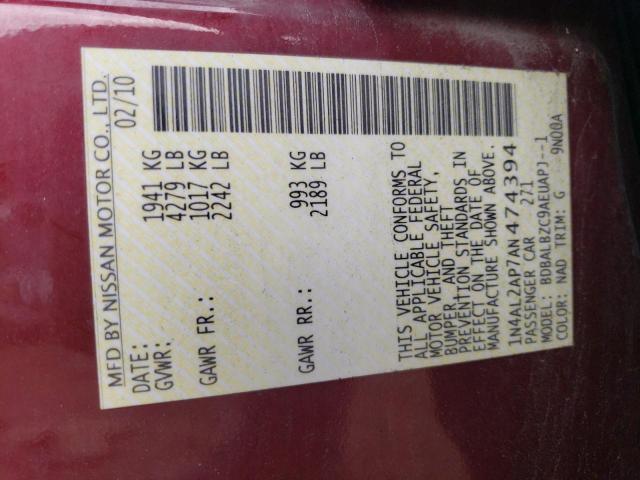 MFD BY NISSAN MOTOR CO., LTD.
DATE: 02/10
GVWR: 1941 KG
4279 LB
GAWR FR.: 1017 KG
2242 LB
GAWR RR.: 993 KG
2189 LB
THIS VEHICLE CONFORMS TO
ALL APPLICABLE FEDERAL
MOTOR VEHICLE SAFETY,
BUMPER, AND THEFT
PREVENTION STANDARDS IN
EFFECT ON THE DATE OF
MANUFACTURE SHOWN ABOVE.
1N4AL2AP7AN474394
PASSENGER CAR 271
MODEL: BDBALBZC9AEUAPJ--1
COLOR: NAD TRIM: G 9N00A